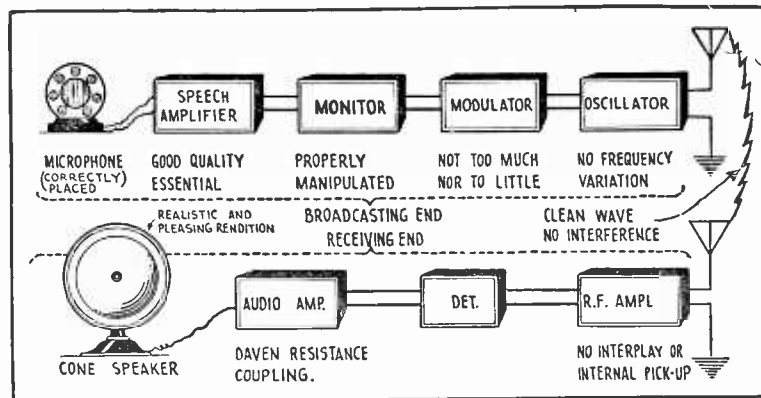 SPEECH
AMPLIFIER
MONITOR
MODULATOR
OSCILLATOR
MICROPHONE
(CORRECTLY)
PLACED
GOOD QUALITY
ESSENTIAL
PROPERLY
MANIPULATED
NOT TOO MUCH
NOR TO LITTLE
NO FREQUENCY
VARIATION
BROADCASTING END
RECEIVING END
REALISTIC AND
PLEASING RENDITION
CLEAN WAVE
NO INTERFERENCE
AUDIO AMP.
DET.
R.F. AMPL
CONE SPEAKER
DAVEN RESISTANCE
COUPLING.
NO INTERPLAY OR
INTERNAL PICK-UP